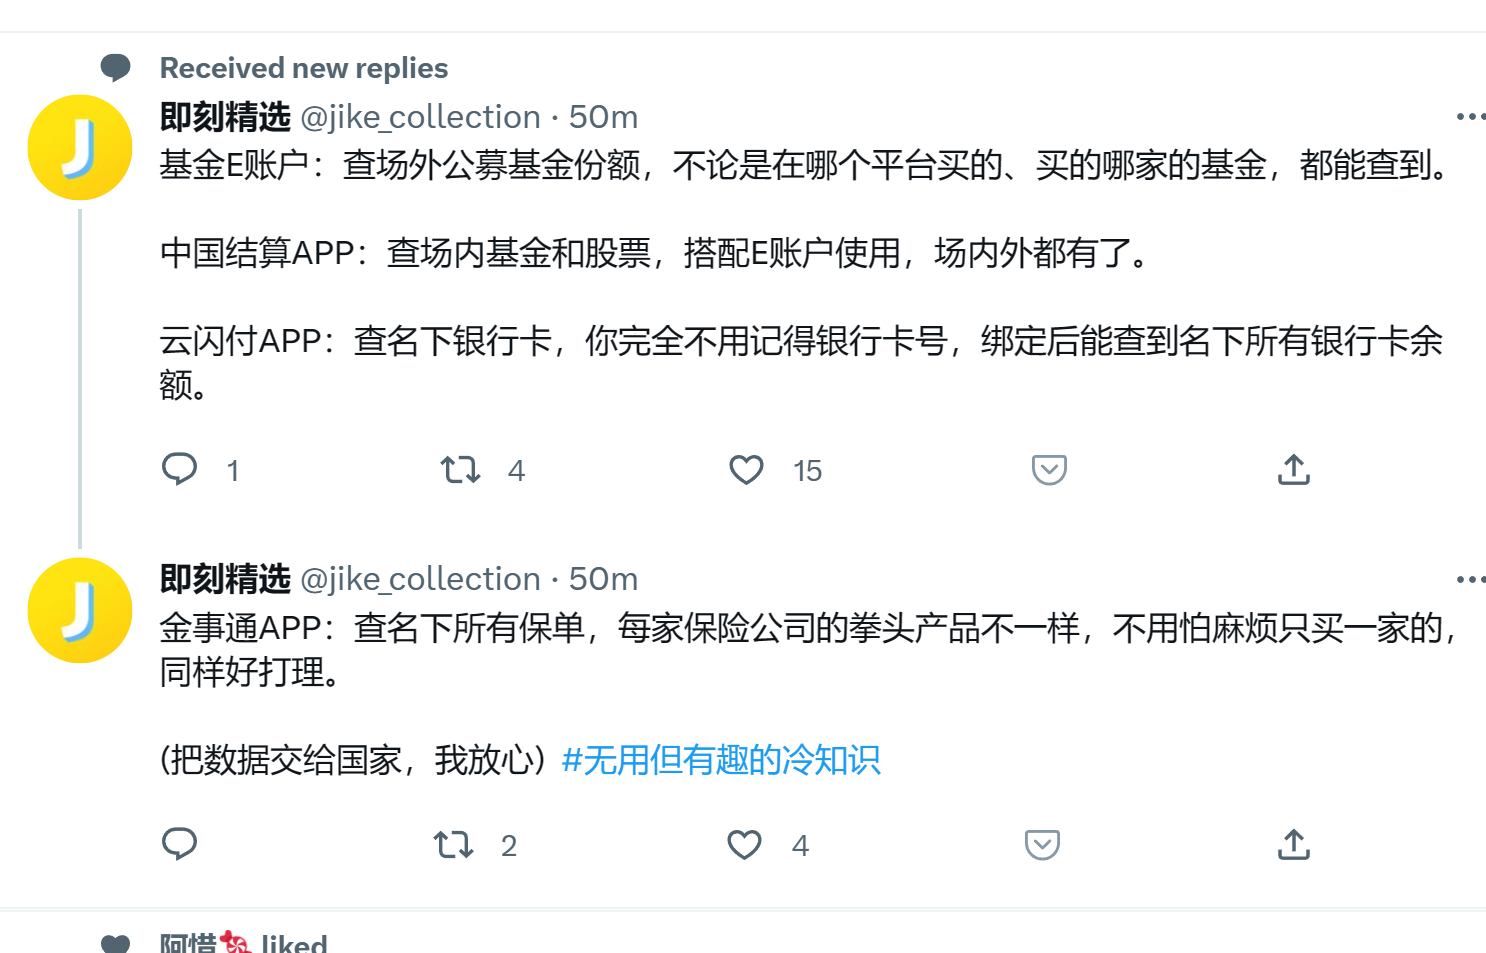 Received new replies
即刻精选 @jike_collection · 50m
基金E账户：查场外公募基金份额，不论是在哪个平台买的、买的哪家的基金，都能查到。
中国结算APP：查场内基金和股票，搭配E账户使用，场内外都有了。
云闪付APP：查名下银行卡，你完全不用记得银行卡号，绑定后能查到名下所有银行卡余
额。
1 4 15
即刻精选 @jike_collection · 50m
金事通APP：查名下所有保单，每家保险公司的拳头产品不一样，不用怕麻烦只买一家的，
同样好打理。
(把数据交给国家，我放心) #无用但有趣的冷知识
2 4
阿惜🍬 liked